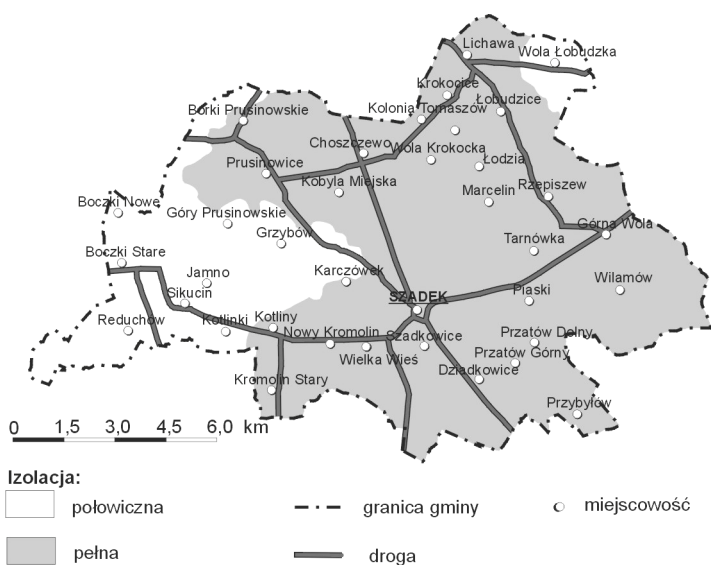 Lichawa
Wola Łobudzka
Krokocice
Borki Prusinowskie
Kolonia Tomaszów
Łobudzice
Choszczewo
Wola Krokocka
Prusinowice
Łodzia
Kobyla Miejska
Marcelin
Rzepiszew
Boczki Nowe
Góry Prusinowskie
Górna Wola
Grzybów
Tarnówka
Boczki Stare
Jamno
Karczówek
Wilamów
Sikucin
SZADEK
Piaski
Reduchów
Kotlinki
Kotliny
Nowy Kromolin
Szadkowice
Przatów Dolny
Wielka Wieś
Przatów Górny
Kromolin Stary
Dziadkowice
Przybyłów
0 1,5 3,0 4,5 6,0 km
Izolacja:
połowiczna
granica gminy
miejscowość
pełna
droga